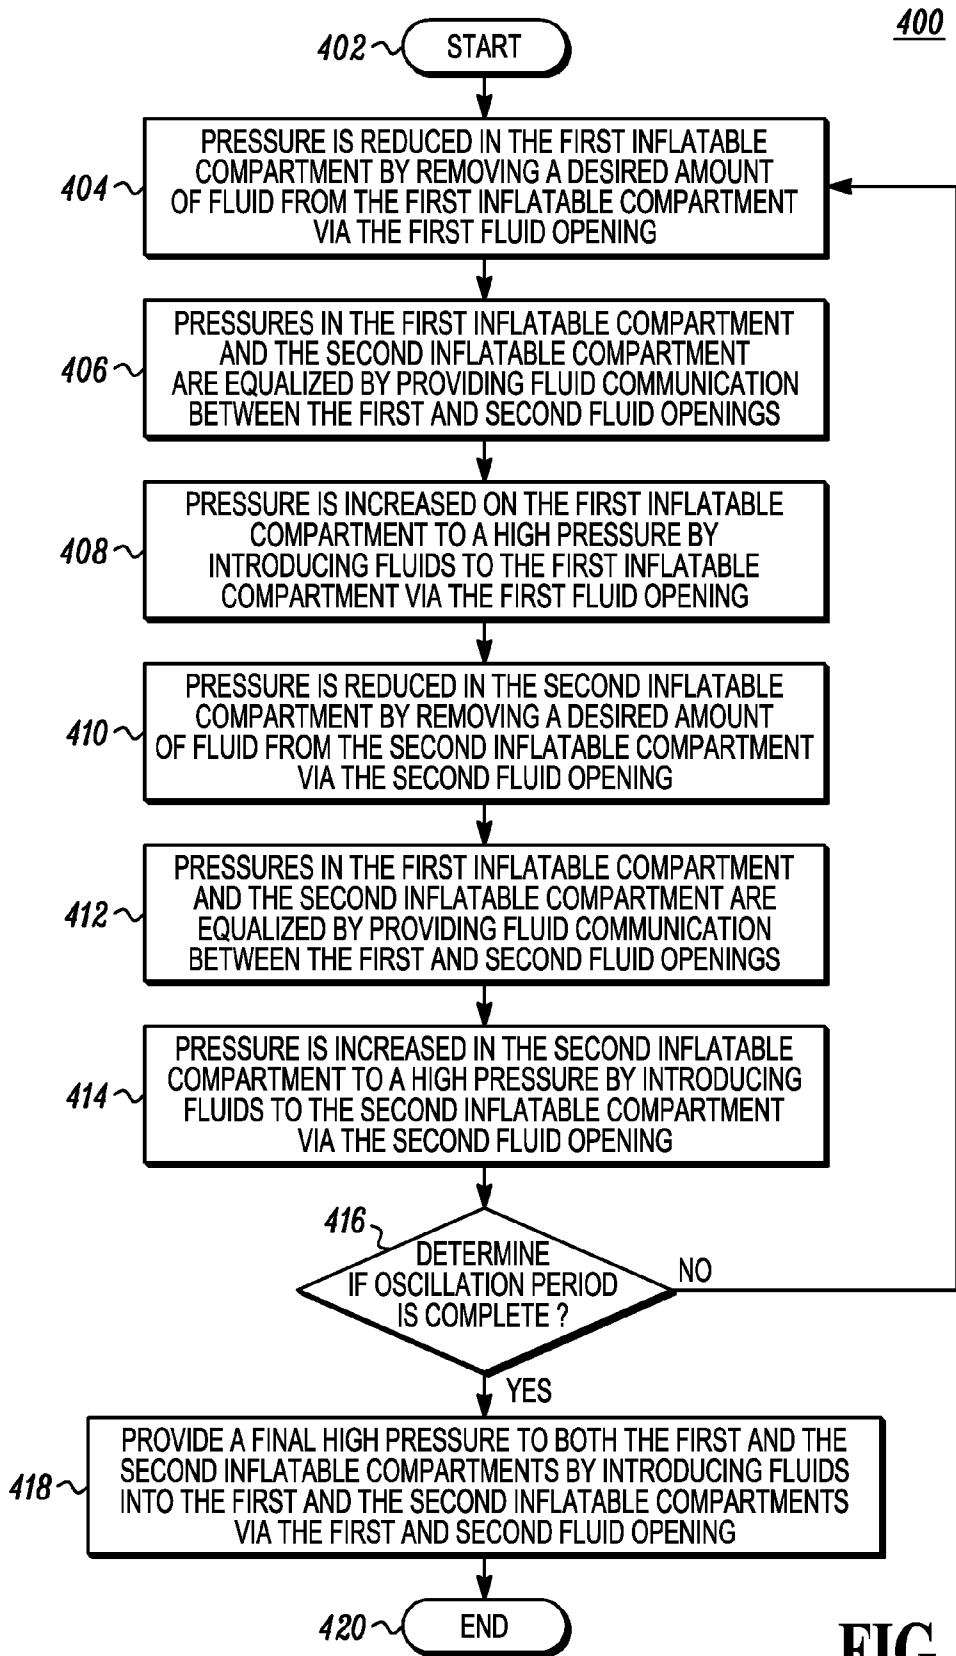 400
402
START
404
PRESSURE IS REDUCED IN THE FIRST INFLATABLE
COMPARTMENT BY REMOVING A DESIRED AMOUNT
OF FLUID FROM THE FIRST INFLATABLE COMPARTMENT
VIA THE FIRST FLUID OPENING
406
PRESSURES IN THE FIRST INFLATABLE COMPARTMENT
AND THE SECOND INFLATABLE COMPARTMENT
ARE EQUALIZED BY PROVIDING FLUID COMMUNICATION
BETWEEN THE FIRST AND SECOND FLUID OPENINGS
408
PRESSURE IS INCREASED ON THE FIRST INFLATABLE
COMPARTMENT TO A HIGH PRESSURE BY
INTRODUCING FLUIDS TO THE FIRST INFLATABLE
COMPARTMENT VIA THE FIRST FLUID OPENING
410
PRESSURE IS REDUCED IN THE SECOND INFLATABLE
COMPARTMENT BY REMOVING A DESIRED AMOUNT
OF FLUID FROM THE SECOND INFLATABLE COMPARTMENT
VIA THE SECOND FLUID OPENING
412
PRESSURES IN THE FIRST INFLATABLE COMPARTMENT
AND THE SECOND INFLATABLE COMPARTMENT ARE
EQUALIZED BY PROVIDING FLUID COMMUNICATION
BETWEEN THE FIRST AND SECOND FLUID OPENINGS
414
PRESSURE IS INCREASED IN THE SECOND INFLATABLE
COMPARTMENT TO A HIGH PRESSURE BY INTRODUCING
FLUIDS TO THE SECOND INFLATABLE COMPARTMENT
VIA THE SECOND FLUID OPENING
416
DETERMINE
IF OSCILLATION PERIOD
IS COMPLETE ?
NO
YES
418
PROVIDE A FINAL HIGH PRESSURE TO BOTH THE FIRST AND THE
SECOND INFLATABLE COMPARTMENTS BY INTRODUCING FLUIDS
INTO THE FIRST AND THE SECOND INFLATABLE COMPARTMENTS
VIA THE FIRST AND SECOND FLUID OPENING
420
END
FIG